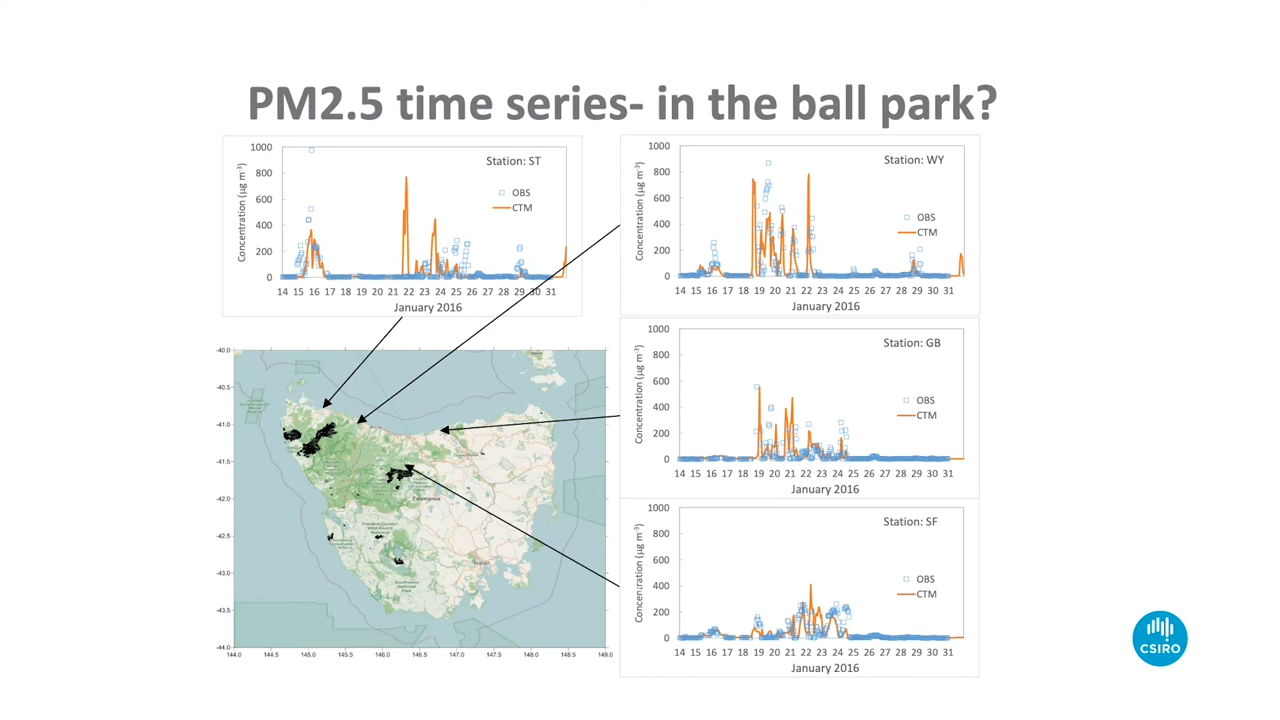 PM2.5 time series- in the ball park?
Station: ST
Concentration (µg m-3)
1000
800
600
400
200
0
OBS
CTM
14 15 16 17 18 19 20 21 22 23 24 25 26 27 28 29 30 31
January 2016
Station: WY
Concentration (µg m-3)
1000
800
600
400
200
0
OBS
CTM
14 15 16 17 18 19 20 21 22 23 24 25 26 27 28 29 30 31
January 2016
Station: GB
Concentration (µg m-3)
1000
800
600
400
200
0
OBS
CTM
14 15 16 17 18 19 20 21 22 23 24 25 26 27 28 29 30 31
January 2016
Station: SF
Concentration (µg m-3)
1000
800
600
400
200
0
OBS
CTM
14 15 16 17 18 19 20 21 22 23 24 25 26 27 28 29 30 31
January 2016
-40.0
-40.5
-41.0
-41.5
-42.0
-42.5
-43.0
-43.5
-44.0
144.0 144.5 145.0 145.5 146.0 146.5 147.0 147.5 148.0 148.5 149.0
Tasmania
Southwest
National
Park
CSIRO